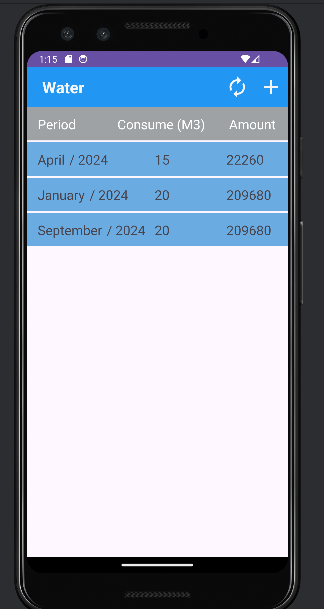 1:15
Water
Period Consume (M3) Amount
April / 2024 15 22260
January / 2024 20 209680
September / 2024 20 209680